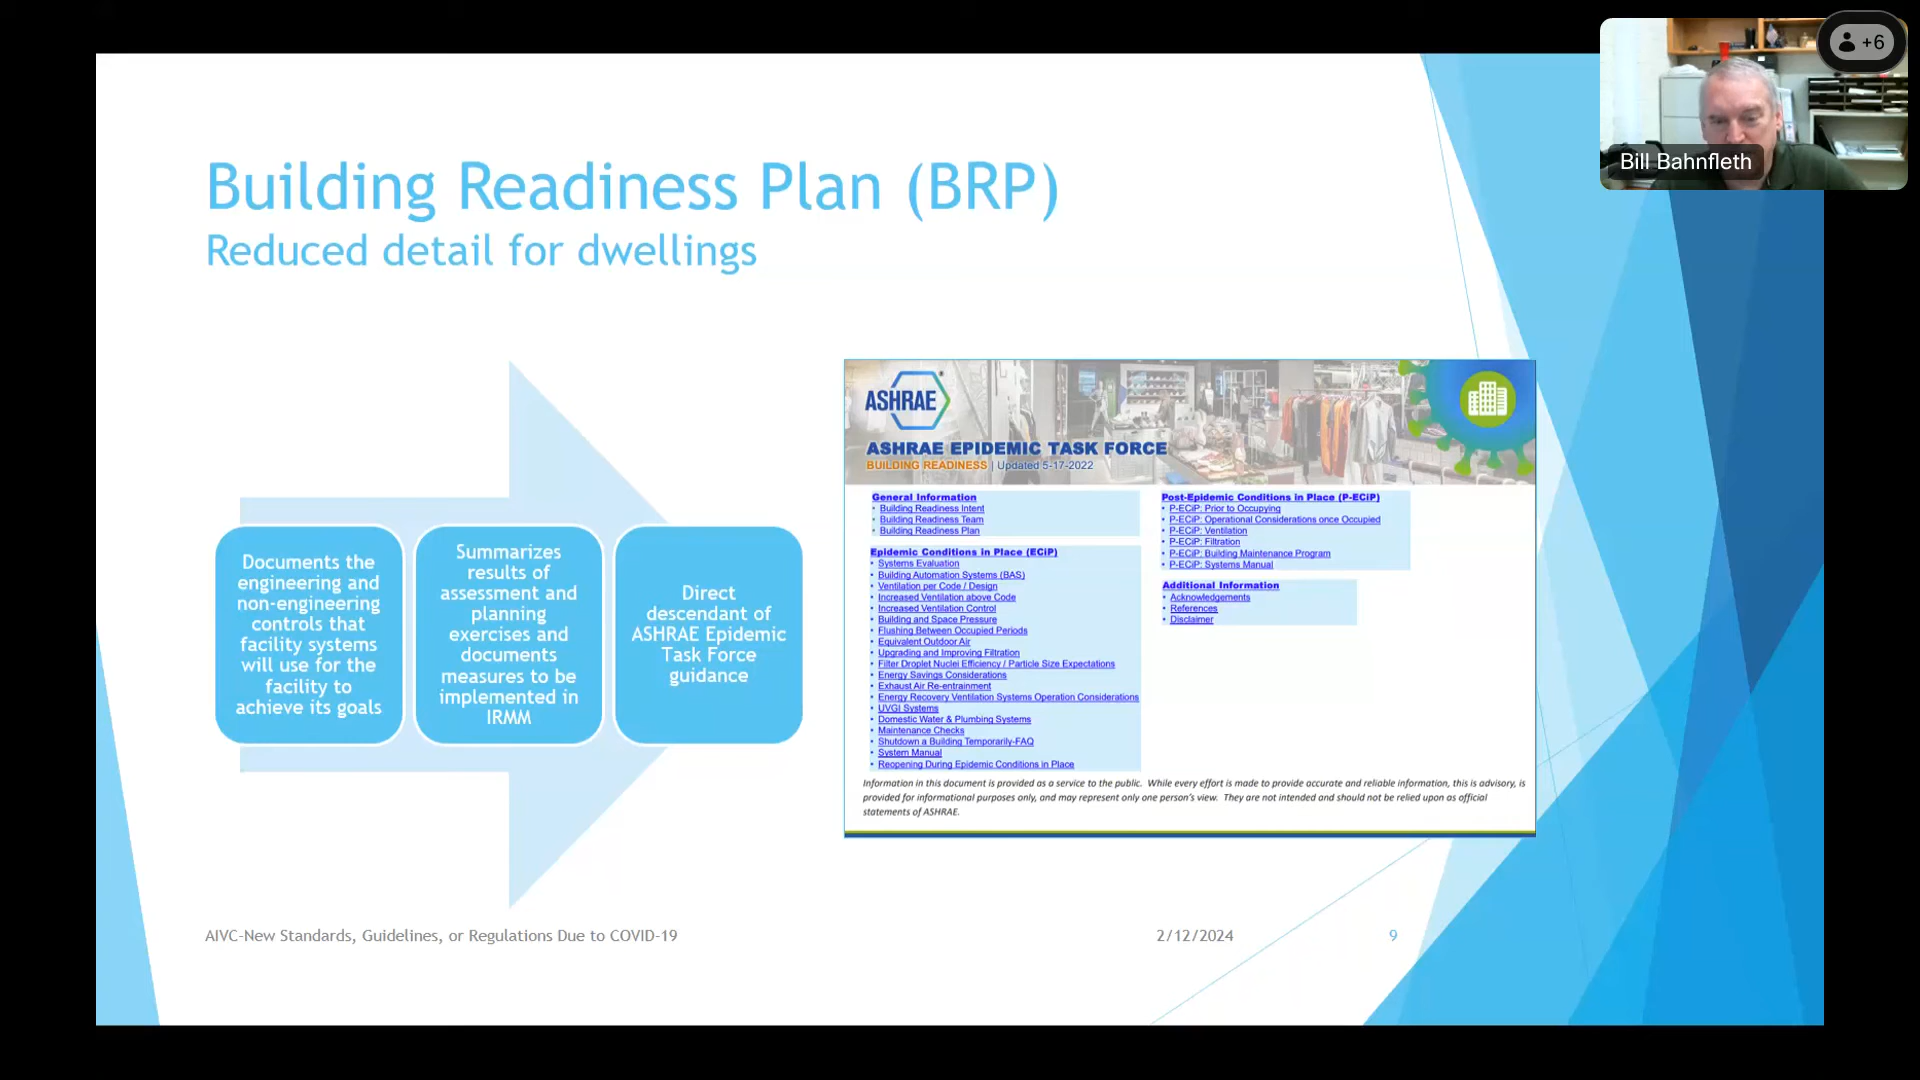 +6
Bill Bahnfleth
Building Readiness Plan (BRP)
Reduced detail for dwellings
Documents the
engineering and
non-engineering
controls that
facility systems
will use for the
facility to
achieve its goals
Summarizes
results of
assessment and
planning
exercises and
documents
measures to be
implemented in
IRMM
Direct
descendant of
ASHRAE Epidemic
Task Force
guidance
ASHRAE
ASHRAE EPIDEMIC TASK FORCE
BUILDING READINESS | Updated 5-17-2022
General Information
• Building Readiness Intent
• Building Readiness Team
• Building Readiness Plan
Epidemic Conditions in Place (ECiP)
• Systems Evaluation
• Building Automation Systems (BAS)
• Ventilation per Code / Design
• Increased Ventilation above Code
• Increased Ventilation Control
• Building and Space Pressure
• Flushing Between Occupied Periods
• Equivalent Outdoor Air
• Upgrading and Improving Filtration
• Filter Droplet Nuclei Efficiency / Particle Size Expectations
• Energy Savings Considerations
• Exhaust Air Re-entrainment
• Energy Recovery Ventilation Systems Operation Considerations
• UVGI Systems
• Domestic Water & Plumbing Systems
• Maintenance Checks
• Shutdown a Building Temporarily-FAQ
• System Manual
• Reopening During Epidemic Conditions in Place
Post-Epidemic Conditions in Place (P-ECiP)
• P-ECiP: Prior to Occupying
• P-ECiP: Operational Considerations once Occupied
• P-ECiP: Ventilation
• P-ECiP: Filtration
• P-ECiP: Building Maintenance Program
• P-ECiP: Systems Manual
Additional Information
• Acknowledgements
• References
• Disclaimer
Information in this document is provided as a service to the public. While every effort is made to provide accurate and reliable information, this is advisory, is
provided for informational purposes only, and may represent only one person's view. They are not intended and should not be relied upon as official
statements of ASHRAE.
AIVC-New Standards, Guidelines, or Regulations Due to COVID-19
2/12/2024
9